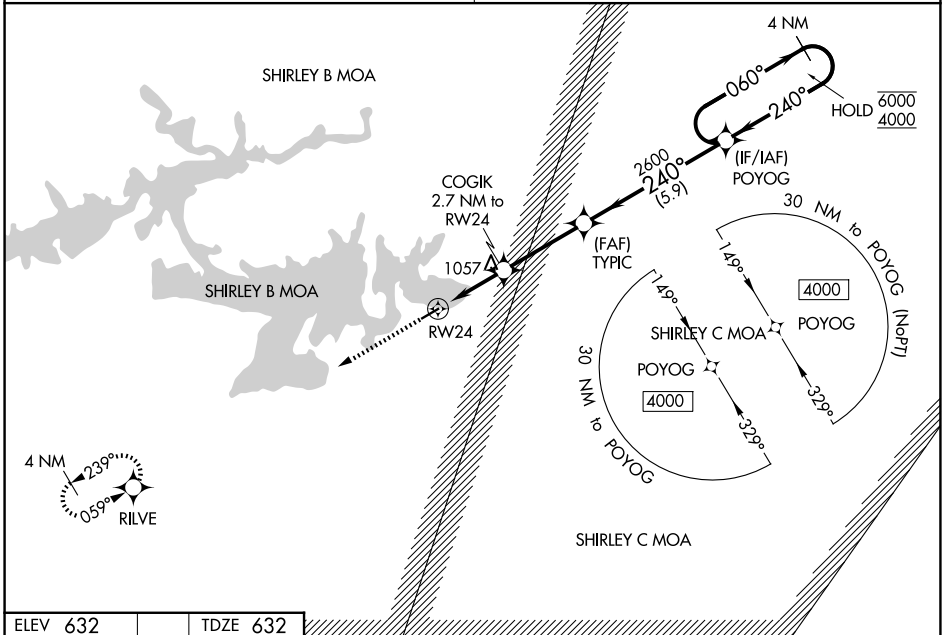 4 NM
SHIRLEY B MOA
060°
240°
HOLD 6000
4000
(IF/IAF)
POYOG
2600
240°
(5.9)
COGIK
2.7 NM to
RW24
(FAF)
TYPIC
1057
30 NM to POYOG (NoPT)
149°
4000
POYOG
329°
SHIRLEY B MOA
RW24
149°
SHIRLEY C MOA
POYOG
4000
329°
30 NM to POYOG
4 NM
239°
059°
RILVE
SHIRLEY C MOA
ELEV 632
TDZE 632